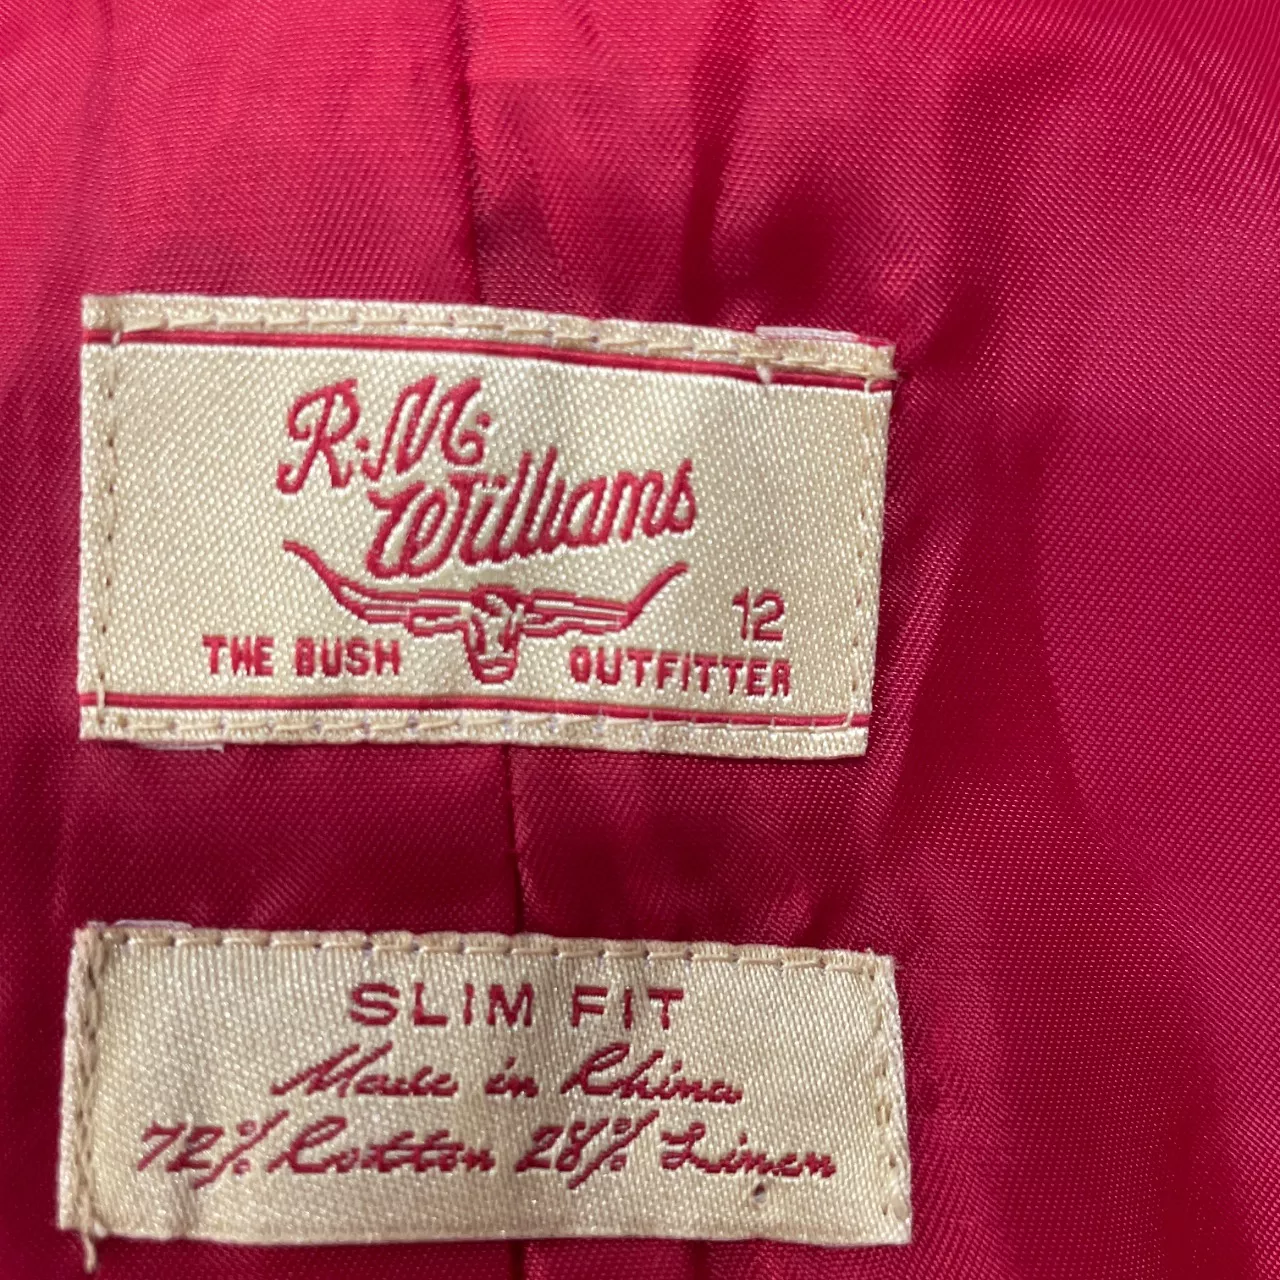 R.M.
Williams
12
THE BUSH OUTFITTER
SLIM FIT
Made in China
72% Cotton 28% Linen